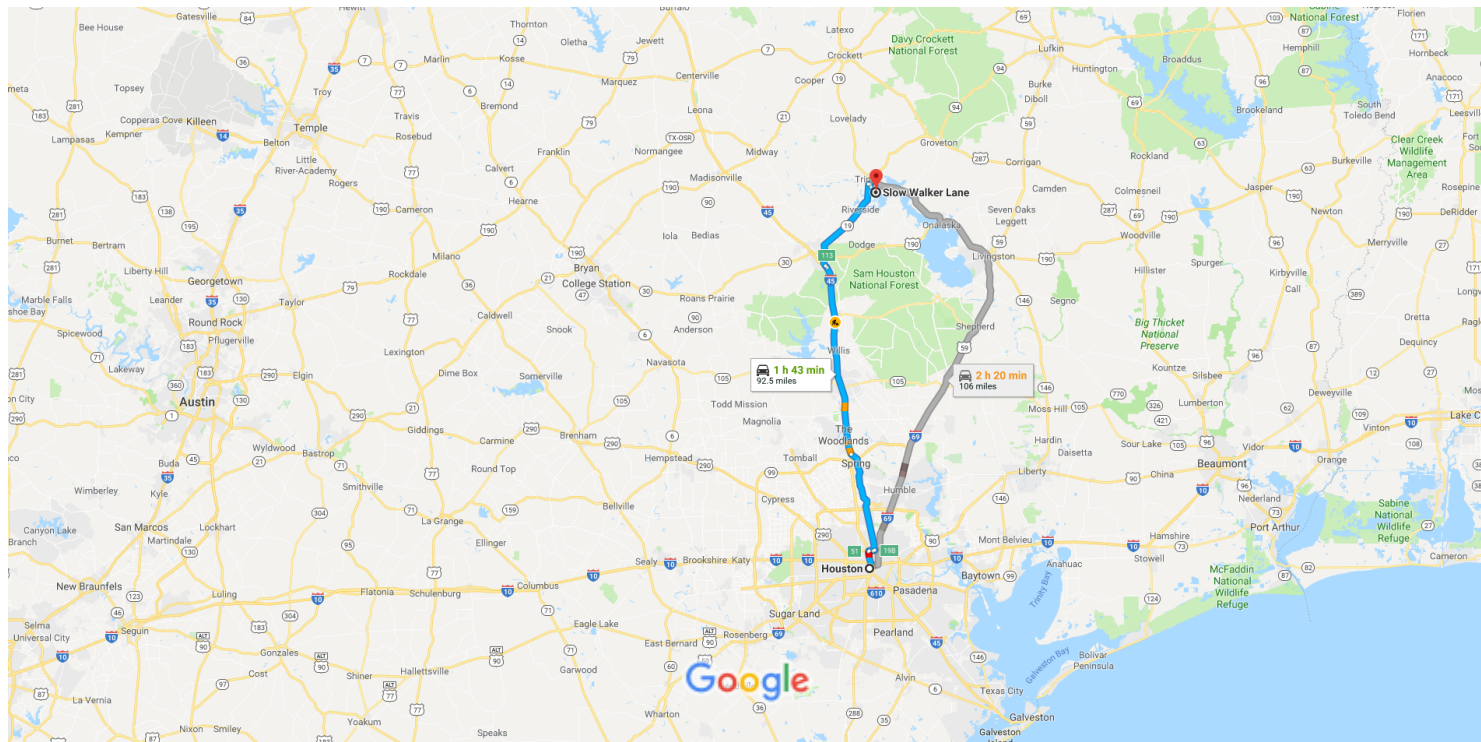 Bee House
Gatesville
Hewitt
Thornton
Oletha
Jewett
Buffalo
Latexo
Crockett
Davy Crockett
National Forest
Lufkin
Huntington
Broaddus
Sabine
National Forest
Florien
Hemphill
Hornbeck
Topsey
Copperas Cove
Killeen
Kempner
Lampasas
Temple
Troy
Belton
Little
River-Academy
Rogers
Marlin
Kosse
Travis
Rosebud
Bremond
Marquez
Centerville
Leona
TX-OSR
Normangee
Franklin
Calvert
Hearne
Cameron
Cooper
Lovelady
Midway
Madisonville
Burke
Diboll
Groveton
Corrigan
Rockland
Camden
Colmesneil
Brookeland
Jasper
South
Toledo Bend
Anacoco
Clear Creek
Wildlife
Management
Area
Burkeville
Newton
Rosepine
DeRidder
Merryville
Slow Walker Lane
Riverside
Onalaska
Seven Oaks
Leggett
Woodville
Livingston
Dodge
Sam Houston
National Forest
Shepherd
Segno
Hillister
Spurger
Kirbyville
Call
Burnet
Bertram
Liberty Hill
Georgetown
Leander
Marble Falls
Spicewood
Lakeway
Round Rock
Pflugerville
Taylor
Rockdale
Milano
Bryan
College Station
Iola
Bedias
Roans Prairie
Anderson
Caldwell
Snook
Navasota
Somerville
Lexington
Dime Box
Elgin
Austin
Giddings
Carmine
Brenham
Round Top
Hempstead
Todd Mission
Magnolia
Willis
The
Woodlands
Spring
Tomball
Cypress
Humble
1 h 43 min
92.5 miles
2 h 20 min
106 miles
Big Thicket
National
Preserve
Kountze
Silsbee
Lumberton
Moss Hill
Hardin
Daisetta
Sour Lake
Liberty
China
Beaumont
Vidor
Orange
Vinton
Deweyville
Dequincy
Oretta
Nederland
Port Arthur
Hamshire
Stowell
Sabine
National
Wildlife
Refuge
McFaddin
National
Wildlife
Refuge
Cameron
Buda
Kyle
Wimberley
Wyldwood
Bastrop
Smithville
La Grange
Ellinger
Bellville
San Marcos
Lockhart
Martindale
Canyon Lake
New Braunfels
Luling
Flatonia
Schulenburg
Columbus
Sealy
Brookshire
Katy
Houston
Mont Belvieu
Baytown
Anahuac
Trinity Bay
Pasadena
Sugar Land
Pearland
Rosenberg
East Bernard
Eagle Lake
Garwood
Selma
Universal City
Seguin
Gonzales
Cost
Shiner
Hallettsville
Yoakum
La Vernia
Nixon
Smiley
Speaks
Wharton
Google
Alvin
Texas City
Galveston Bay
Bolivar
Peninsula
Galveston